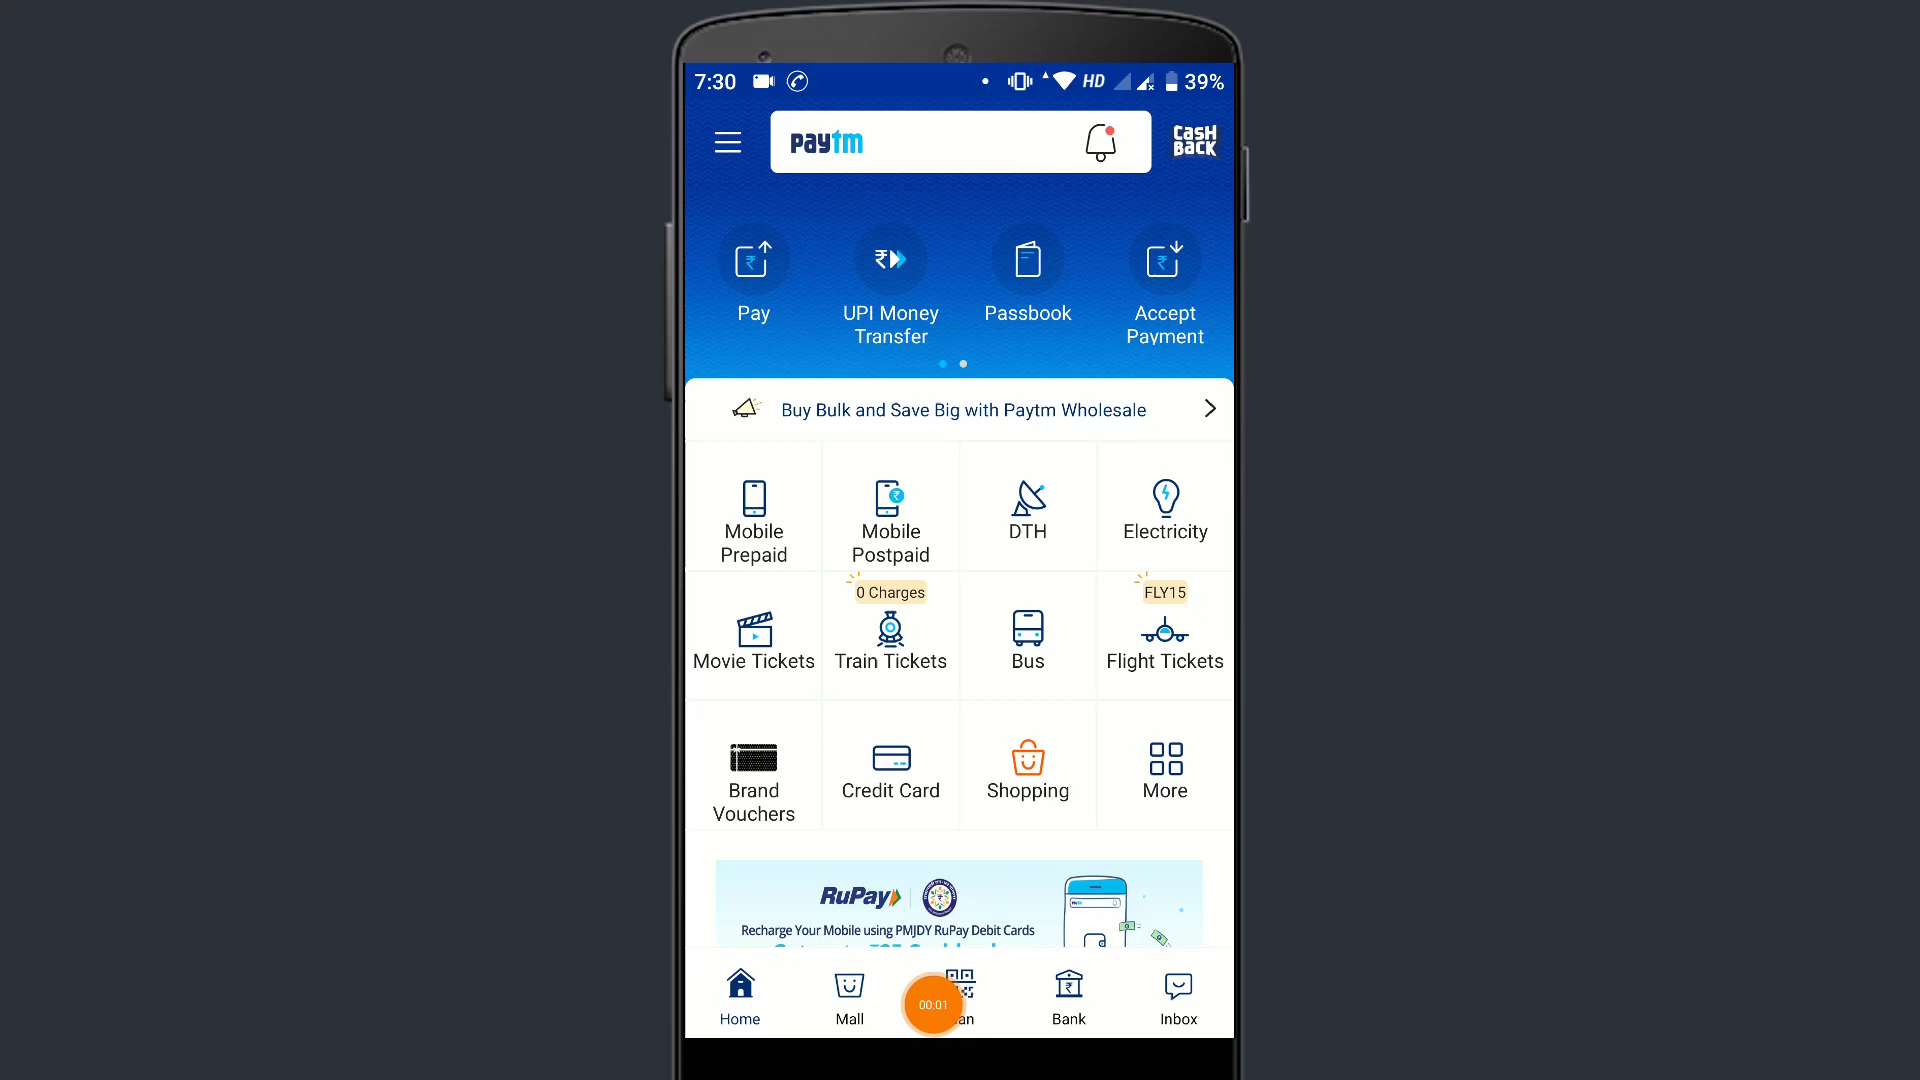 7:30
HD
39%
paytm
CASH
BACK
Pay
UPI Money
Transfer
Passbook
Accept
Payment
Buy Bulk and Save Big with Paytm Wholesale
Mobile
Prepaid
Mobile
Postpaid
DTH
Electricity
0 Charges
FLY15
Movie Tickets
Train Tickets
Bus
Flight Tickets
Brand
Vouchers
Credit Card
Shopping
More
RuPay
Recharge Your Mobile using PMJDY RuPay Debit Cards
00:01
Home
Mall
an
Bank
Inbox